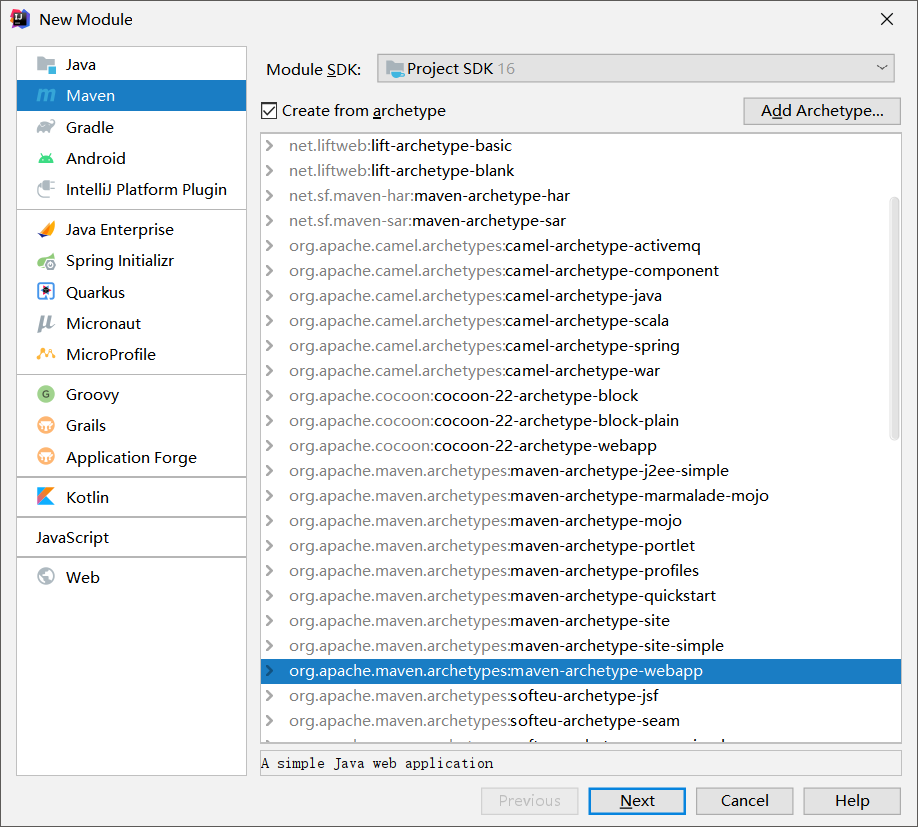 New Module
Java
Maven
Gradle
Android
IntelliJ Platform Plugin
Java Enterprise
Spring Initializr
Quarkus
Micronaut
MicroProfile
Groovy
Grails
Application Forge
Kotlin
JavaScript
Web
Module SDK: Project SDK 16
Create from archetype Add Archetype...
net.liftweb:lift-archetype-basic
net.liftweb:lift-archetype-blank
net.sf.maven-har:maven-archetype-har
net.sf.maven-sar:maven-archetype-sar
org.apache.camel.archetypes:camel-archetype-activemq
org.apache.camel.archetypes:camel-archetype-component
org.apache.camel.archetypes:camel-archetype-java
org.apache.camel.archetypes:camel-archetype-scala
org.apache.camel.archetypes:camel-archetype-spring
org.apache.camel.archetypes:camel-archetype-war
org.apache.cocoon:cocoon-22-archetype-block
org.apache.cocoon:cocoon-22-archetype-block-plain
org.apache.cocoon:cocoon-22-archetype-webapp
org.apache.maven.archetypes:maven-archetype-j2ee-simple
org.apache.maven.archetypes:maven-archetype-marmalade-mojo
org.apache.maven.archetypes:maven-archetype-mojo
org.apache.maven.archetypes:maven-archetype-portlet
org.apache.maven.archetypes:maven-archetype-profiles
org.apache.maven.archetypes:maven-archetype-quickstart
org.apache.maven.archetypes:maven-archetype-site
org.apache.maven.archetypes:maven-archetype-site-simple
org.apache.maven.archetypes:maven-archetype-webapp
org.apache.maven.archetypes:softeu-archetype-jsf
org.apache.maven.archetypes:softeu-archetype-seam
A simple Java web application
Previous Next Cancel Help